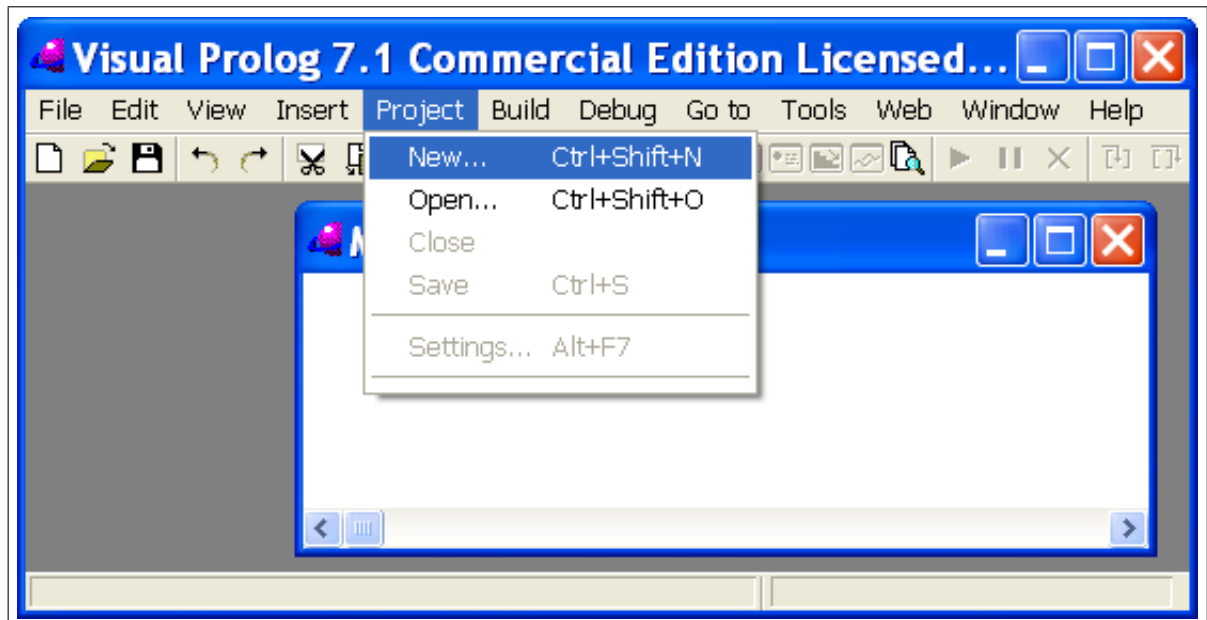 Visual Prolog 7.1 Commercial Edition Licensed...
File Edit View Insert Project Build Debug Go to Tools Web Window Help
New... Ctrl+Shift+N
Open... Ctrl+Shift+O
Close
Save Ctrl+S
Settings... Alt+F7